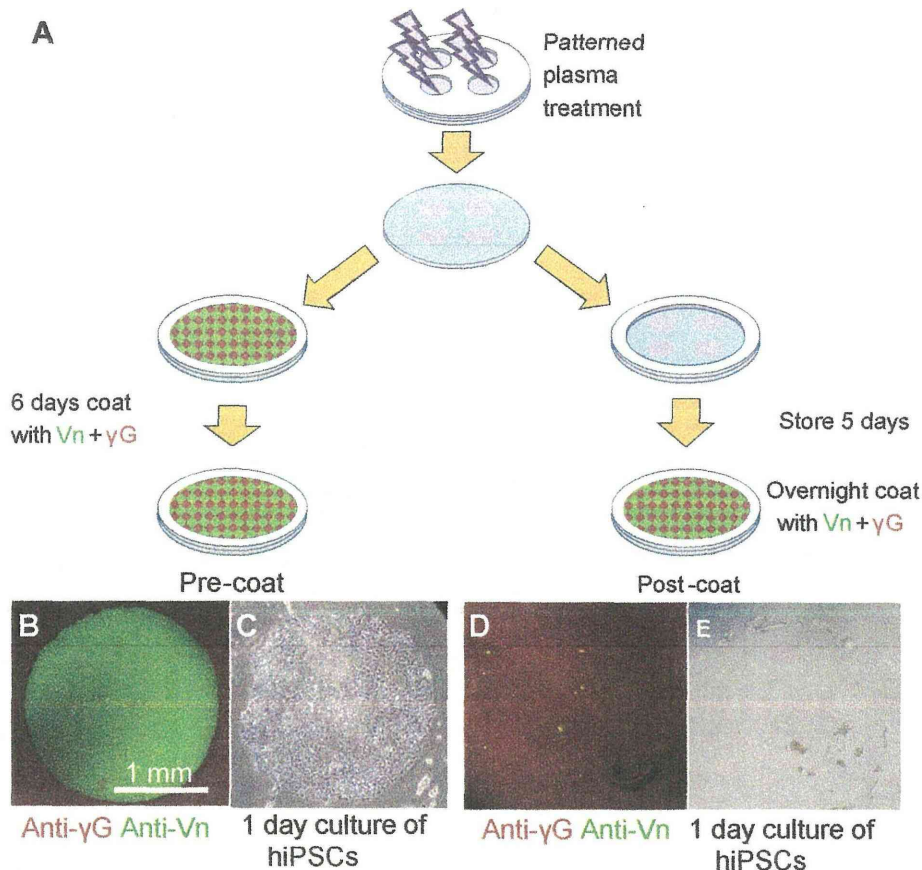 A
Patterned
plasma
treatment
6 days coat
with Vn + γG
Store 5 days
Overnight coat
with Vn + γG
Pre-coat
Post-coat
B
C
D
E
1 mm
Anti-γG Anti-Vn
1 day culture of
hiPSCs
Anti-γG Anti-Vn
1 day culture of
hiPSCs